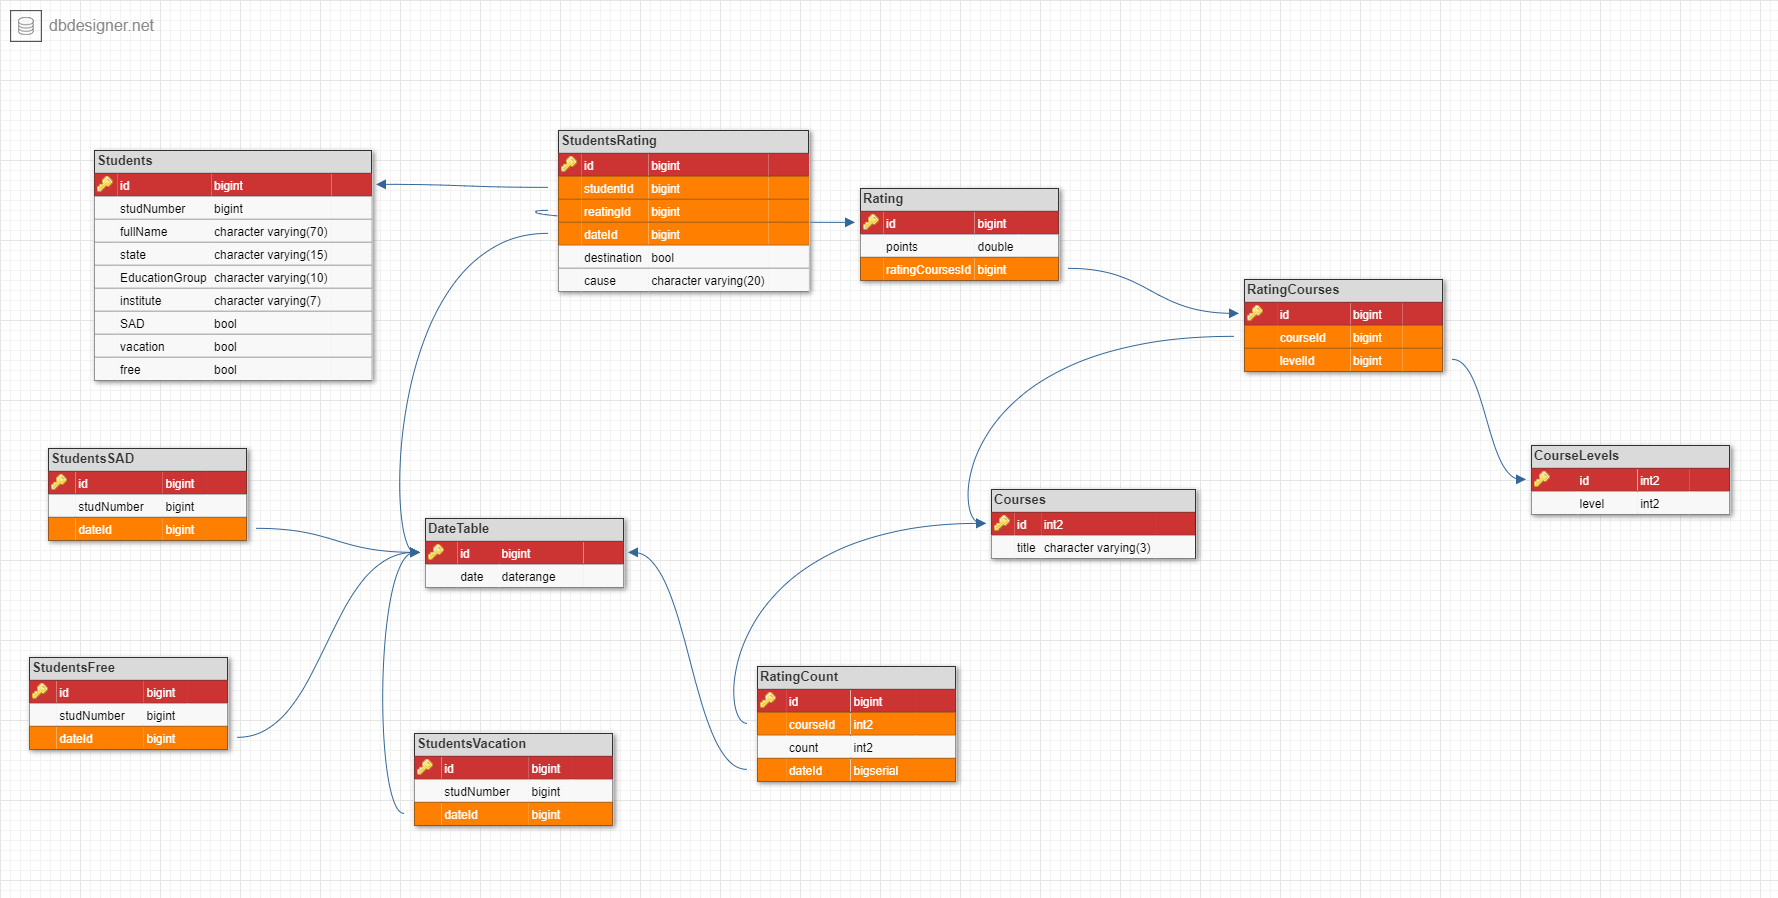 dbdesigner.net
Students
id bigint
studNumber bigint
fullName character varying(70)
state character varying(15)
EducationGroup character varying(10)
institute character varying(7)
SAD bool
vacation bool
free bool
StudentsRating
id bigint
studentId bigint
reatingId bigint
dateId bigint
destination bool
cause character varying(20)
Rating
id bigint
points double
ratingCoursesId bigint
RatingCourses
id bigint
courseId bigint
levelId bigint
StudentsSAD
id bigint
studNumber bigint
dateId bigint
DateTable
id bigint
date daterange
Courses
id int2
title character varying(3)
CourseLevels
id int2
level int2
StudentsFree
id bigint
studNumber bigint
dateId bigint
StudentsVacation
id bigint
studNumber bigint
dateId bigint
RatingCount
id bigint
courseId int2
count int2
dateId bigserial